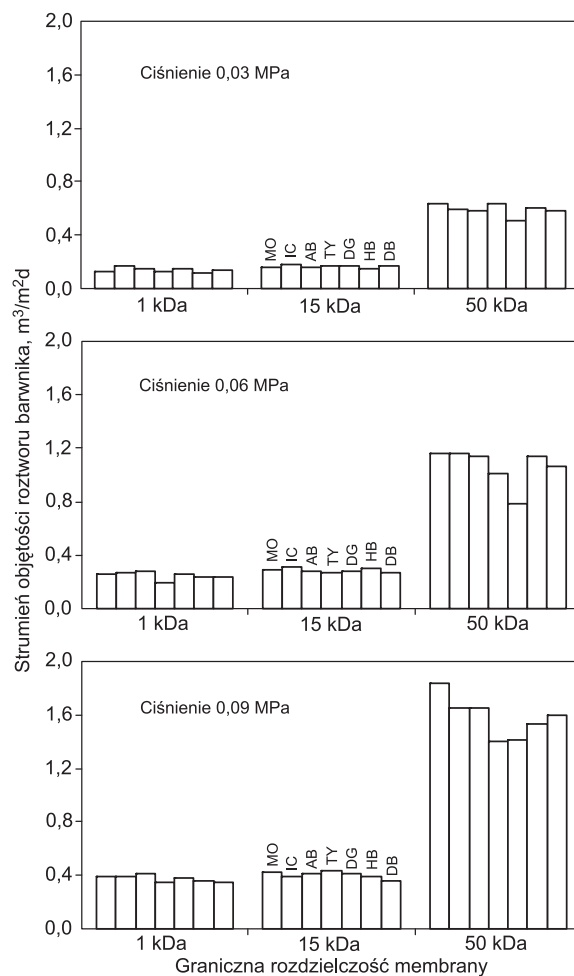 2,0
Ciśnienie 0,03 MPa
1,6
1,2
0,8
0,4
MO IC AB TY DG HB DB
0,0
1 kDa 15 kDa 50 kDa
2,0
Ciśnienie 0,06 MPa
1,6
1,2
0,8
0,4
MO IC AB TY DG HB DB
0,0
1 kDa 15 kDa 50 kDa
2,0
Ciśnienie 0,09 MPa
1,6
1,2
0,8
0,4
MO IC AB TY DG HB DB
0,0
1 kDa 15 kDa 50 kDa
Strumień objętości roztworu barwnika, m³/m²d
Graniczna rozdzielczość membrany